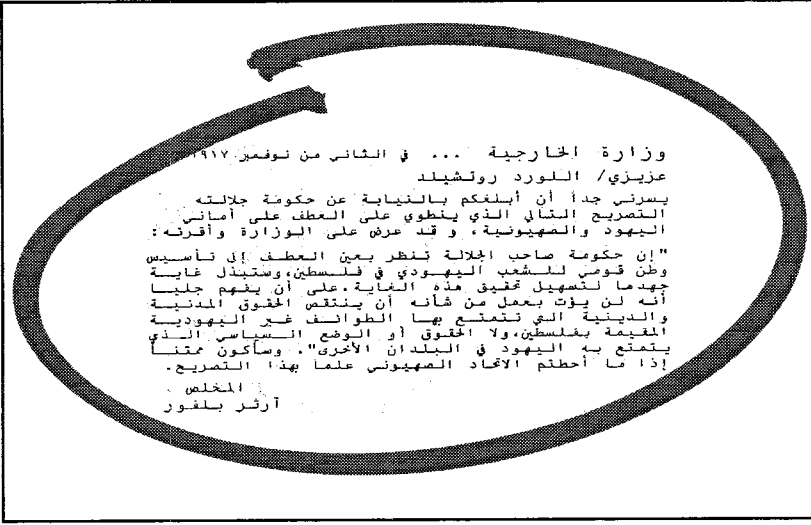 وزارة الخارجية ... في الثاني من نوفمبر ١٩١٧
عزيزي/ اللورد روتشيلد
يسرني جداً أن أبلغكم بالنيابة عن حكومة جلالته
التصريح التالي الذي ينطوي على العطف على أماني
اليهود والصهيونية، و قد عرض على الوزارة وأقرته:
"إن حكومة صاحب الجلالة تنظر بعين العطف إلى تأسيس
وطن قومي للشعب اليهودي في فلسطين،وستبذل غاية
جهدها لتسهيل تحقيق هذه الغاية.على أن يفهم جلياً
أنه لن يؤت بعمل من شأنه أن ينتقص الحقوق المدنية
والدينية التي تتمتع بها الطوائف غير اليهودية
المقيمة بفلسطين،ولا الحقوق أو الوضع السياسي الذي
يتمتع به اليهود في البلدان الأخرى". وسأكون ممتناً
إذا ما أحطتم الاتحاد الصهيوني علماً بهذا التصريح.
المخلص
آرثر بلفور